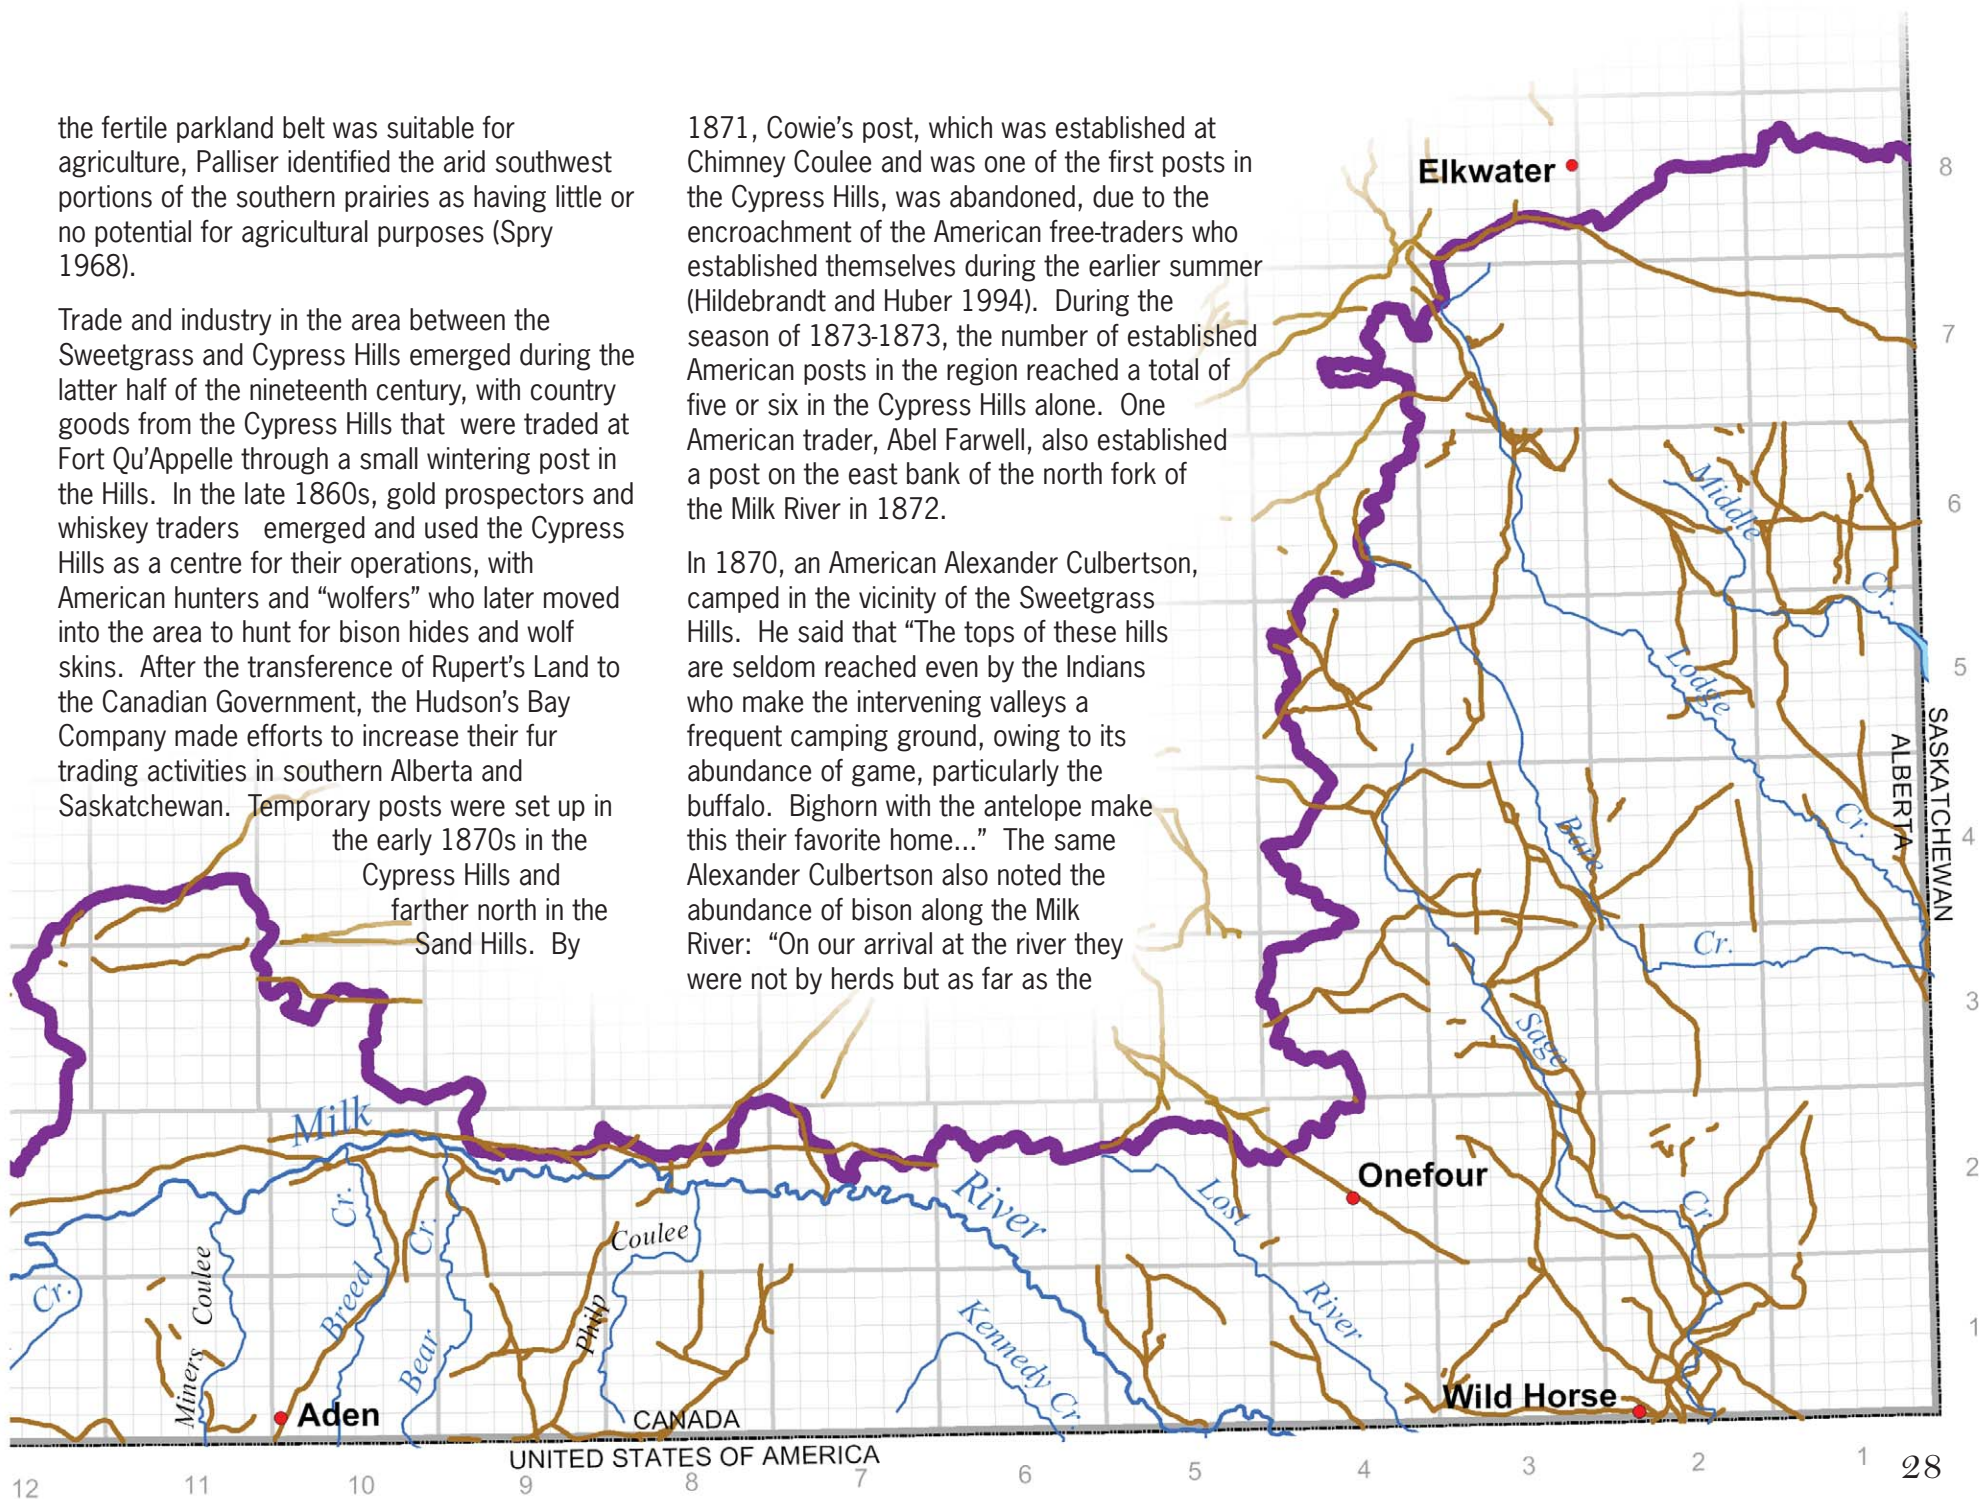 the fertile parkland belt was suitable for
agriculture, Palliser identified the arid southwest
portions of the southern prairies as having little or
no potential for agricultural purposes (Spry
1968).
Trade and industry in the area between the
Sweetgrass and Cypress Hills emerged during the
latter half of the nineteenth century, with country
goods from the Cypress Hills that were traded at
Fort Qu’Appelle through a small wintering post in
the Hills. In the late 1860s, gold prospectors and
whiskey traders emerged and used the Cypress
Hills as a centre for their operations, with
American hunters and “wolfers” who later moved
into the area to hunt for bison hides and wolf
skins. After the transference of Rupert’s Land to
the Canadian Government, the Hudson’s Bay
Company made efforts to increase their fur
trading activities in southern Alberta and
Saskatchewan. Temporary posts were set up in
the early 1870s in the
Cypress Hills and
farther north in the
Sand Hills. By
1871, Cowie’s post, which was established at
Chimney Coulee and was one of the first posts in
the Cypress Hills, was abandoned, due to the
encroachment of the American free-traders who
established themselves during the earlier summer
(Hildebrandt and Huber 1994). During the
season of 1873-1873, the number of established
American posts in the region reached a total of
five or six in the Cypress Hills alone. One
American trader, Abel Farwell, also established
a post on the east bank of the north fork of
the Milk River in 1872.
In 1870, an American Alexander Culbertson,
camped in the vicinity of the Sweetgrass
Hills. He said that “The tops of these hills
are seldom reached even by the Indians
who make the intervening valleys a
frequent camping ground, owing to its
abundance of game, particularly the
buffalo. Bighorn with the antelope make
this their favorite home...” The same
Alexander Culbertson also noted the
abundance of bison along the Milk
River: “On our arrival at the river they
were not by herds but as far as the
Elkwater
8
7
6
5
4
3
2
1
Middle
Cr.
Lodge
Cr.
SASKATCHEWAN
ALBERTA
Bare
Cr.
Sage
Cr.
Onefour
Wild Horse
Milk
River
Lost
River
Kennedy Cr.
Cr.
Miners Coulee
Breed
Cr.
Bear
Cr.
Philp
Coulee
Aden
CANADA
UNITED STATES OF AMERICA
12
11
10
9
8
7
6
5
4
3
2
1
28